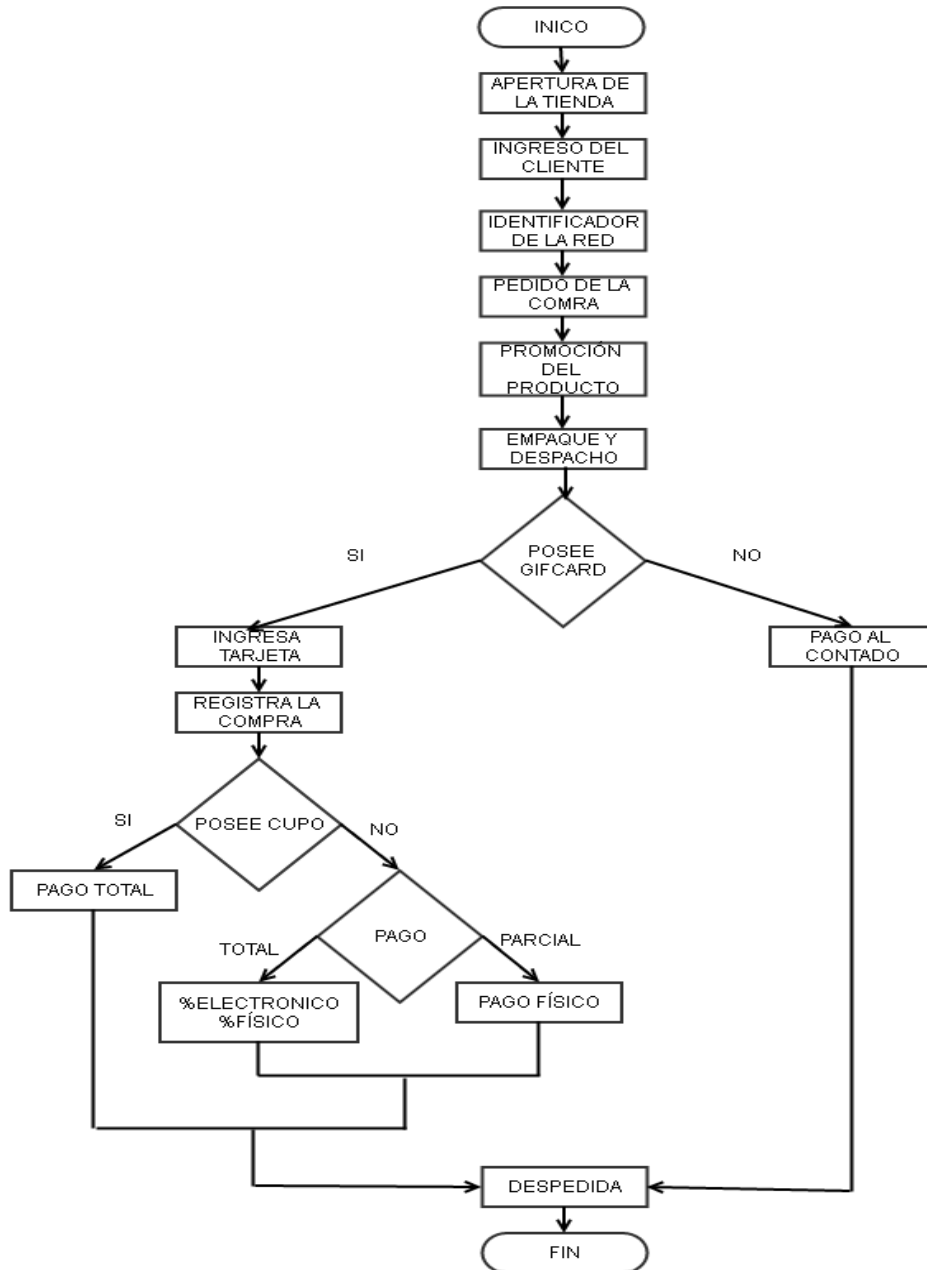 INICO
APERTURA DE
LA TIENDA
INGRESO DEL
CLIENTE
IDENTIFICADOR
DE LA RED
PEDIDO DE LA
COMRA
PROMOCIÓN
DEL
PRODUCTO
EMPAQUE Y
DESPACHO
POSEE
GIFCARD
SI
NO
INGRESA
TARJETA
PAGO AL
CONTADO
REGISTRA LA
COMPRA
POSEE CUPO
SI
NO
PAGO TOTAL
PAGO
TOTAL
PARCIAL
%ELECTRONICO
%FÍSICO
PAGO FÍSICO
DESPEDIDA
FIN